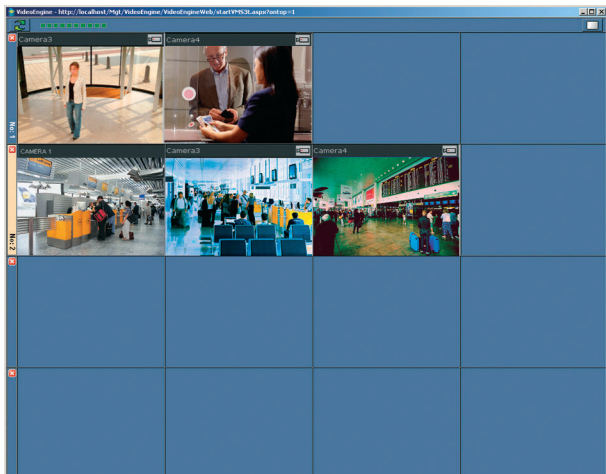 VideoEngine - http://localhost/Mgt/VideoEngine/VideoEngineWeb/startVMS3t.aspx?ontop=1
Camera3
Camera4
No: 1
CAMERA 1
Camera3
Camera4
No: 2